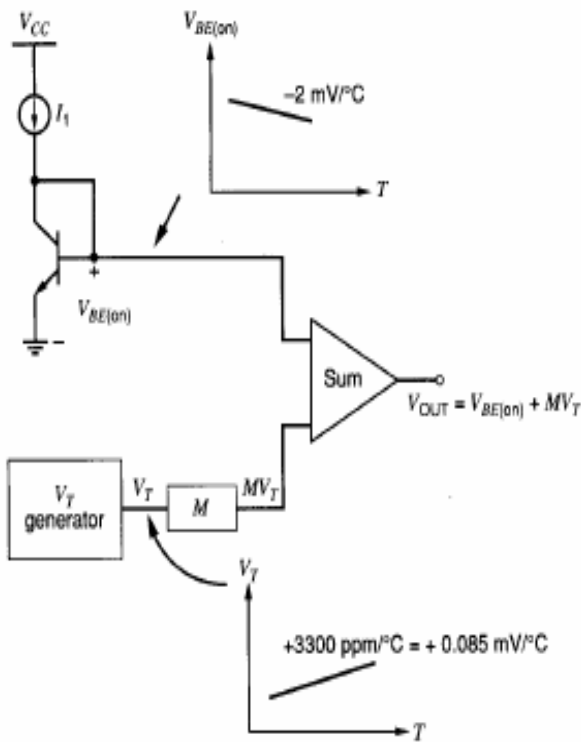 V_CC
V_BE(on)
−2 mV/°C
I_1
T
+
V_BE(on)
−
Sum
V_OUT = V_BE(on) + MV_T
V_T
generator
V_T
M
MV_T
V_T
+3300 ppm/°C = + 0.085 mV/°C
T